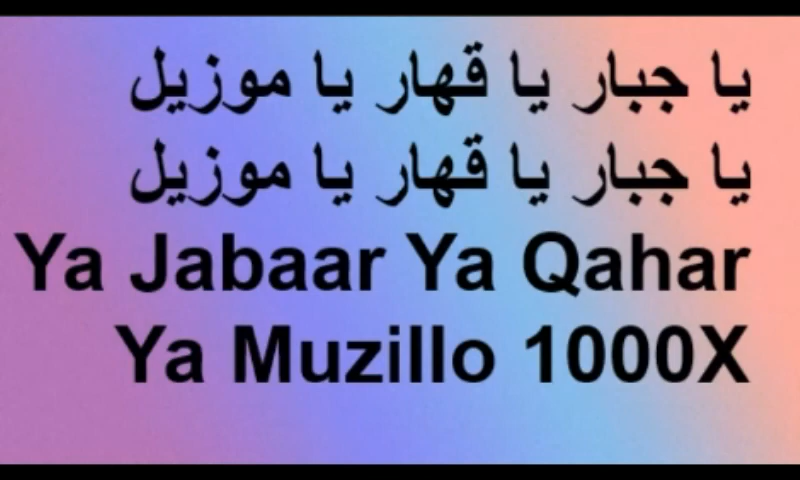 يا جبار يا قهار يا موزيل
يا جبار يا قهار يا موزيل
Ya Jabaar Ya Qahar
Ya Muzillo 1000X